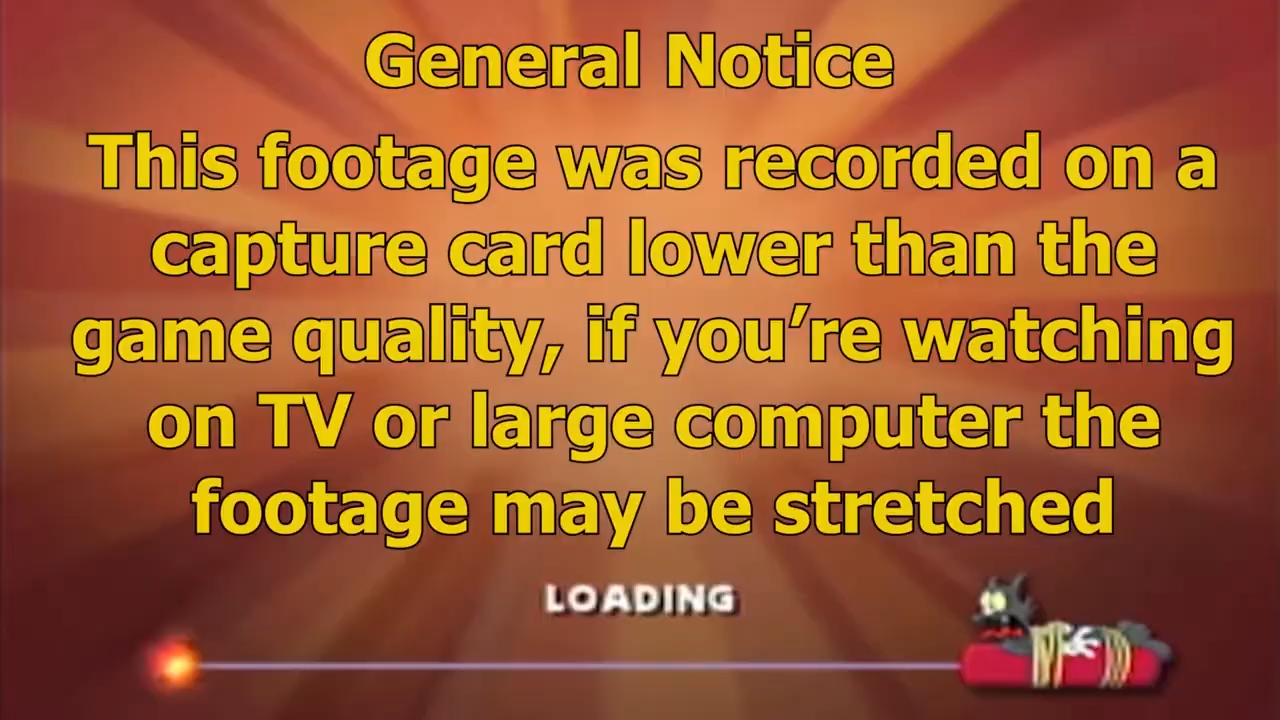 General Notice
This footage was recorded on a
capture card lower than the
game quality, if you’re watching
on TV or large computer the
footage may be stretched
LOADING